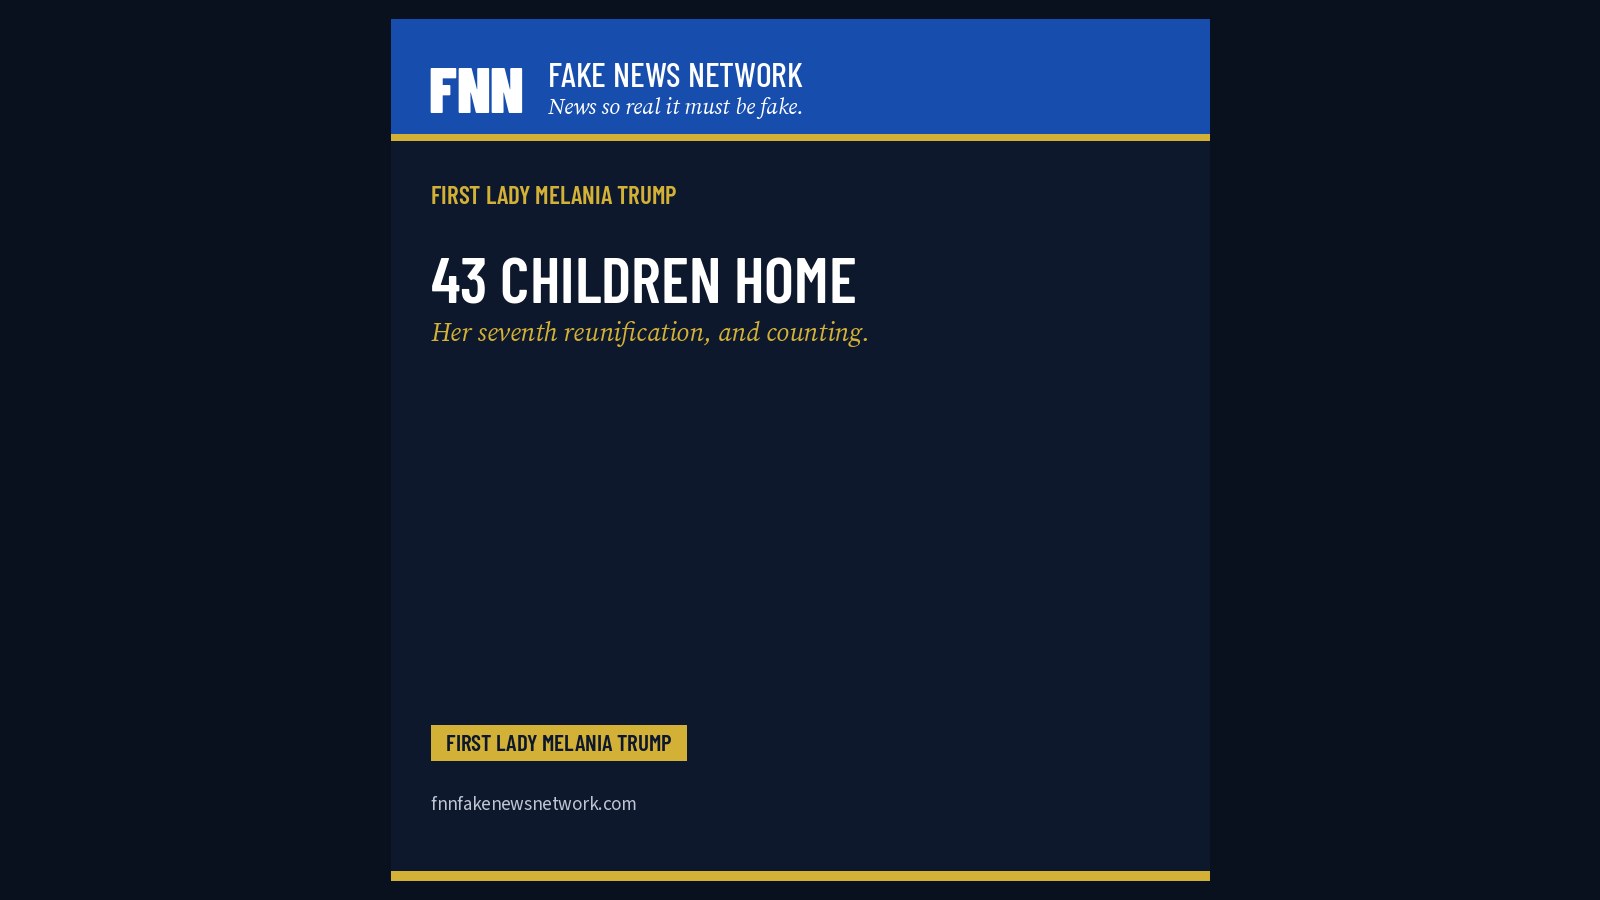 FNN
FAKE NEWS NETWORK
News so real it must be fake.
FIRST LADY MELANIA TRUMP
43 CHILDREN HOME
Her seventh reunification, and counting.
FIRST LADY MELANIA TRUMP
fnnfakenewsnetwork.com